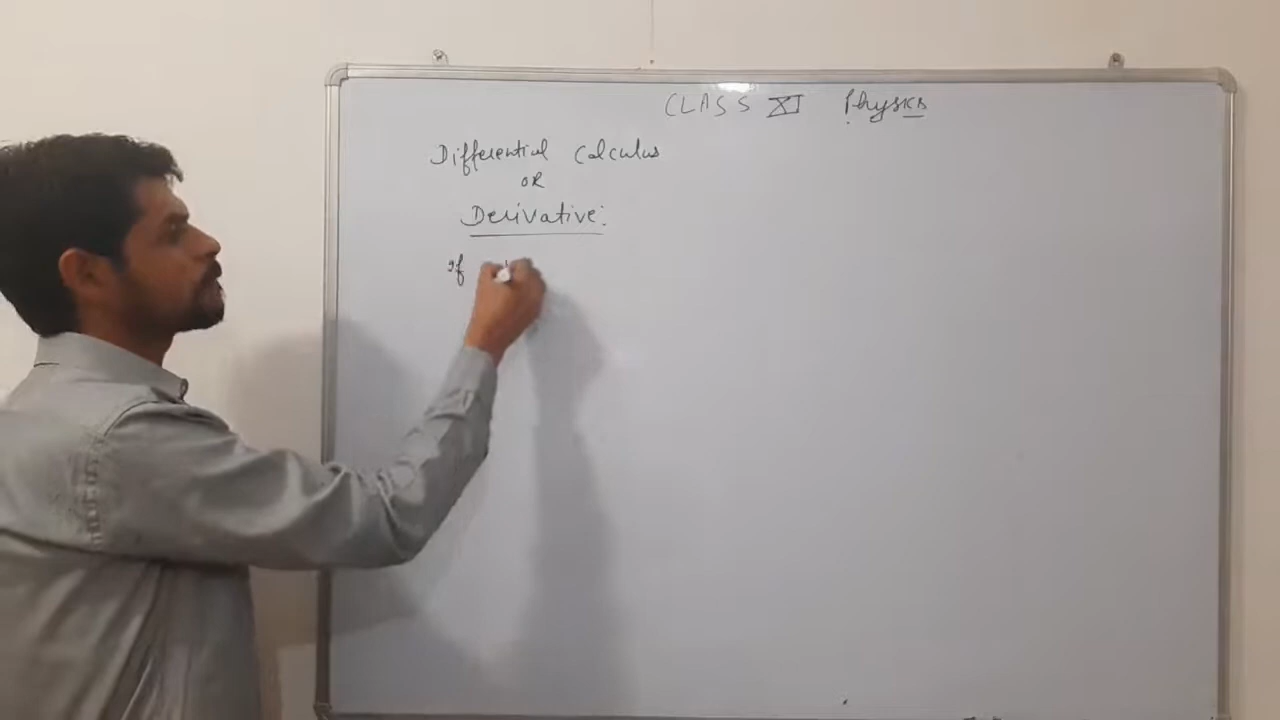 CLASS XI Physics
Differential Calculus
OR
Derivative:
If